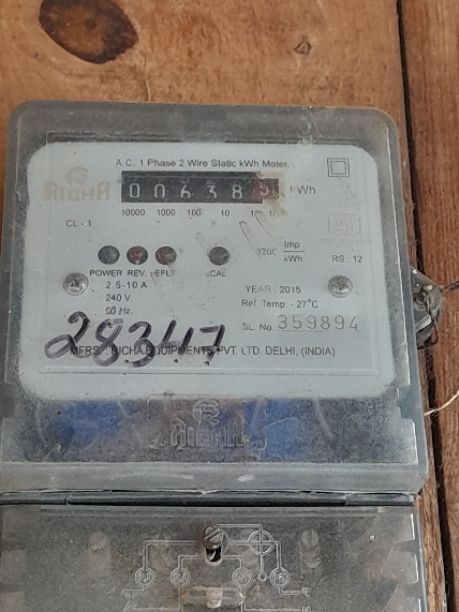 A.C. 1 Phase 2 Wire Static kWh Meter.
RICHA
00638 kWh
10000 1000 100 10
CL - 1
3200 Imp/kWh
RS : 12
POWER REV. EFLT CAL
2.5-10 A
240 V.
50 Hz.
YEAR : 2015
Ref. Temp. - 27°C
SL No. 359894
28347
MFRS : RICHA EQUIPMENTS PVT. LTD. DELHI, (INDIA)
RICHA